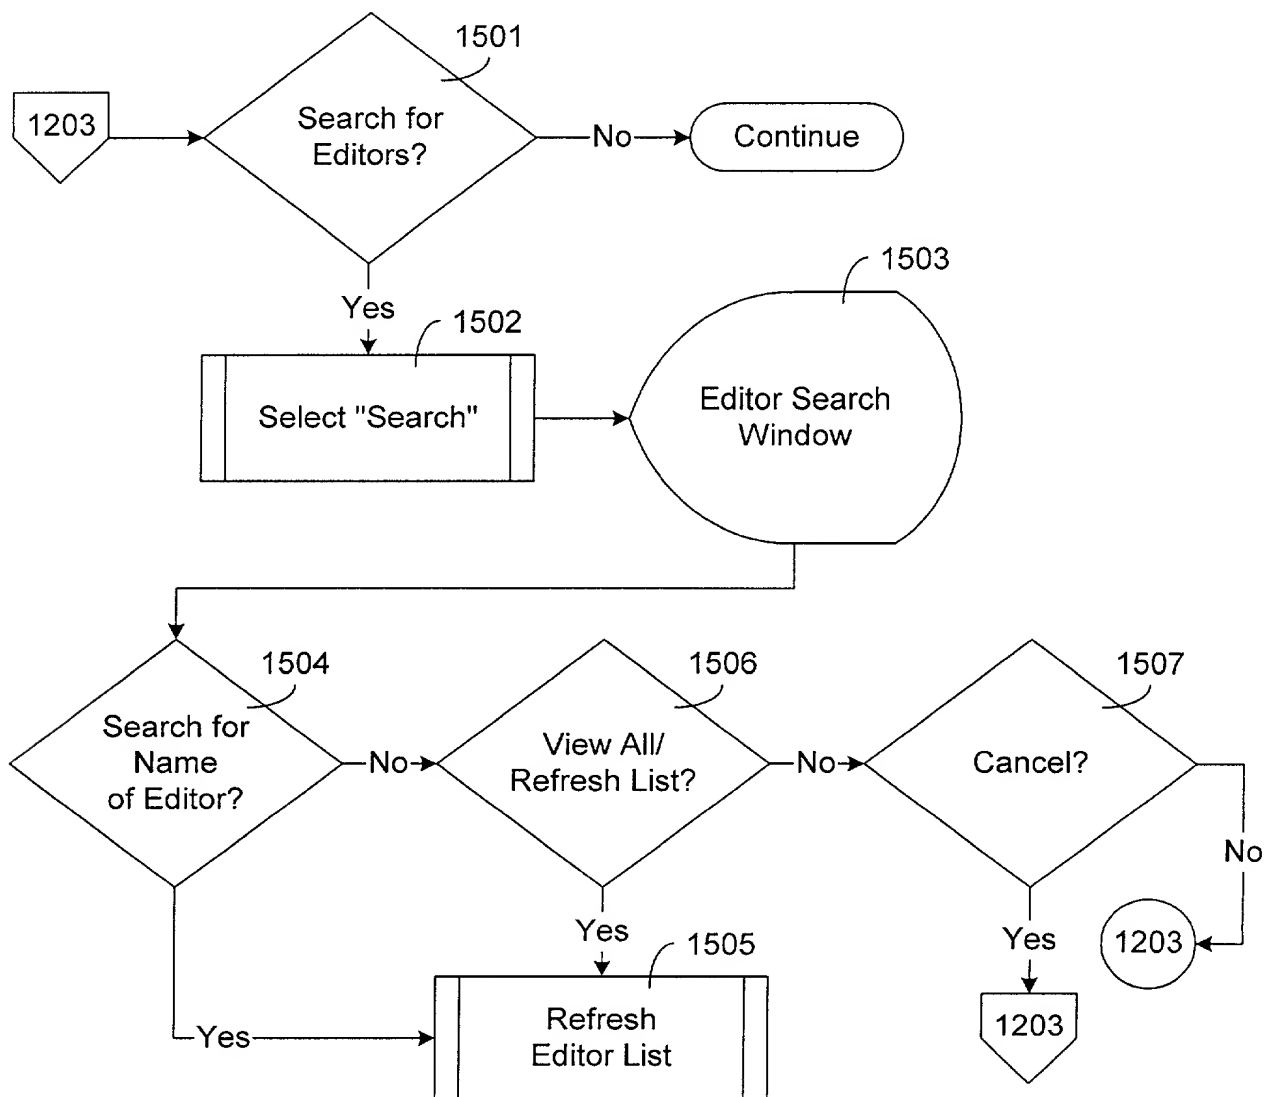 1501
1203
Search for
Editors?
No
Continue
Yes
1502
1503
Select "Search"
Editor Search
Window
1504
1506
1507
Search for
Name
of Editor?
No
View All/
Refresh List?
No
Cancel?
No
Yes
1505
Yes
1203
Yes
Refresh
Editor List
1203